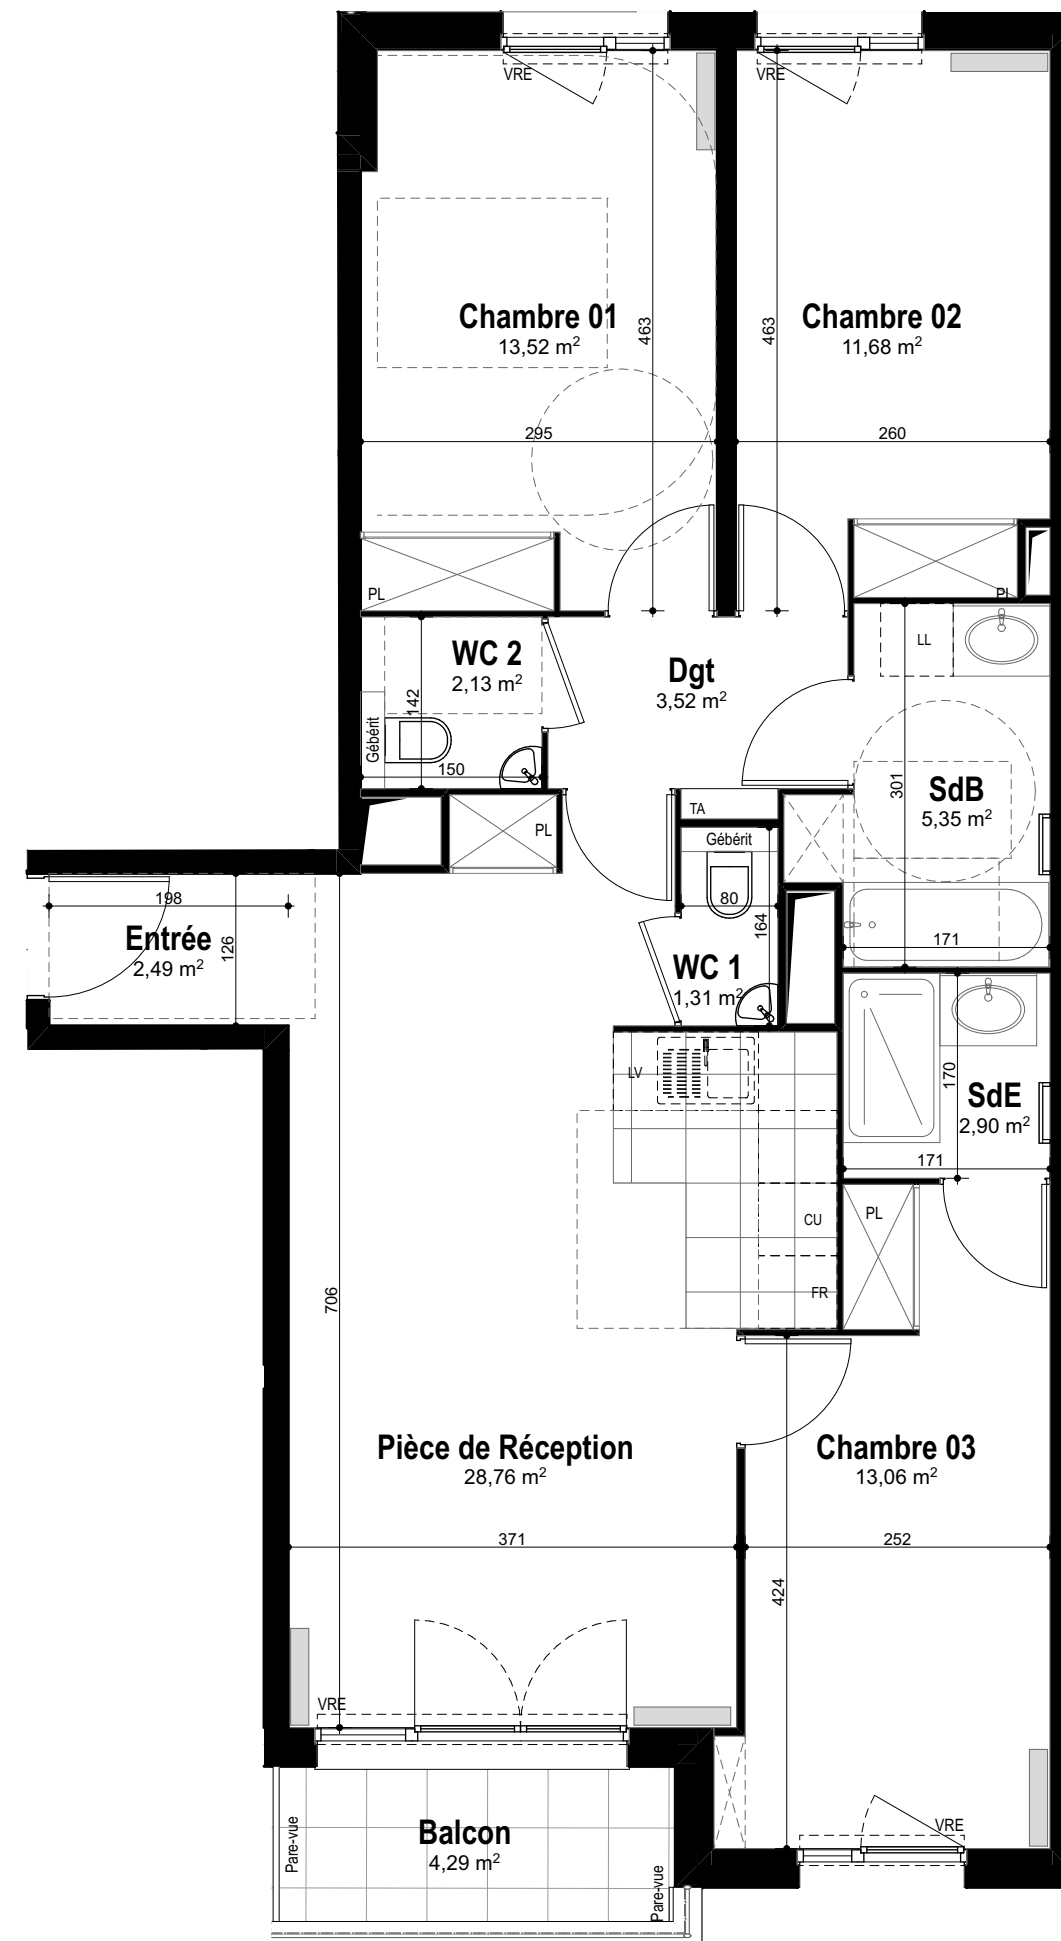 VRE
VRE
Chambre 01
13,52 m²
463
463
Chambre 02
11,68 m²
295
260
PL
PL
WC 2
2,13 m²
142
Gébérit
150
Dgt
3,52 m²
LL
301
SdB
5,35 m²
PL
TA
Gébérit
80
164
171
198
Entrée
2,49 m²
126
WC 1
1,31 m²
LV
170
SdE
2,90 m²
171
PL
CU
FR
706
Pièce de Réception
28,76 m²
Chambre 03
13,06 m²
371
252
424
VRE
VRE
Pare-vue
Balcon
4,29 m²
Pare-vue